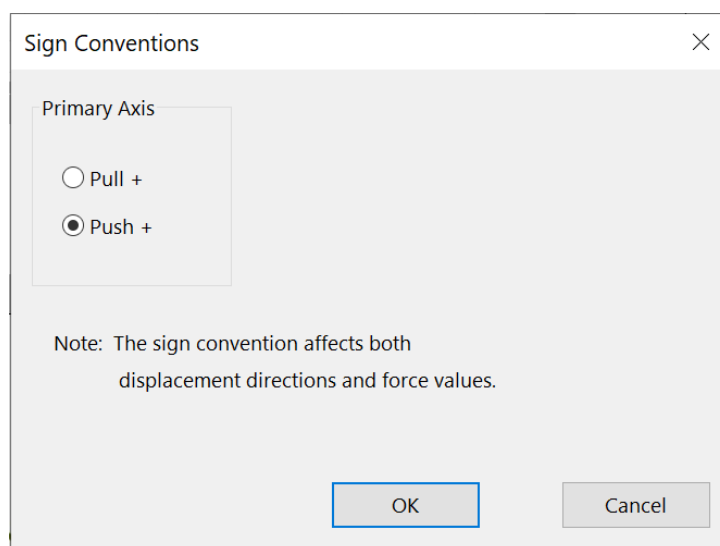 Sign Conventions
Primary Axis
Pull +
Push +
Note: The sign convention affects both
displacement directions and force values.
OK
Cancel